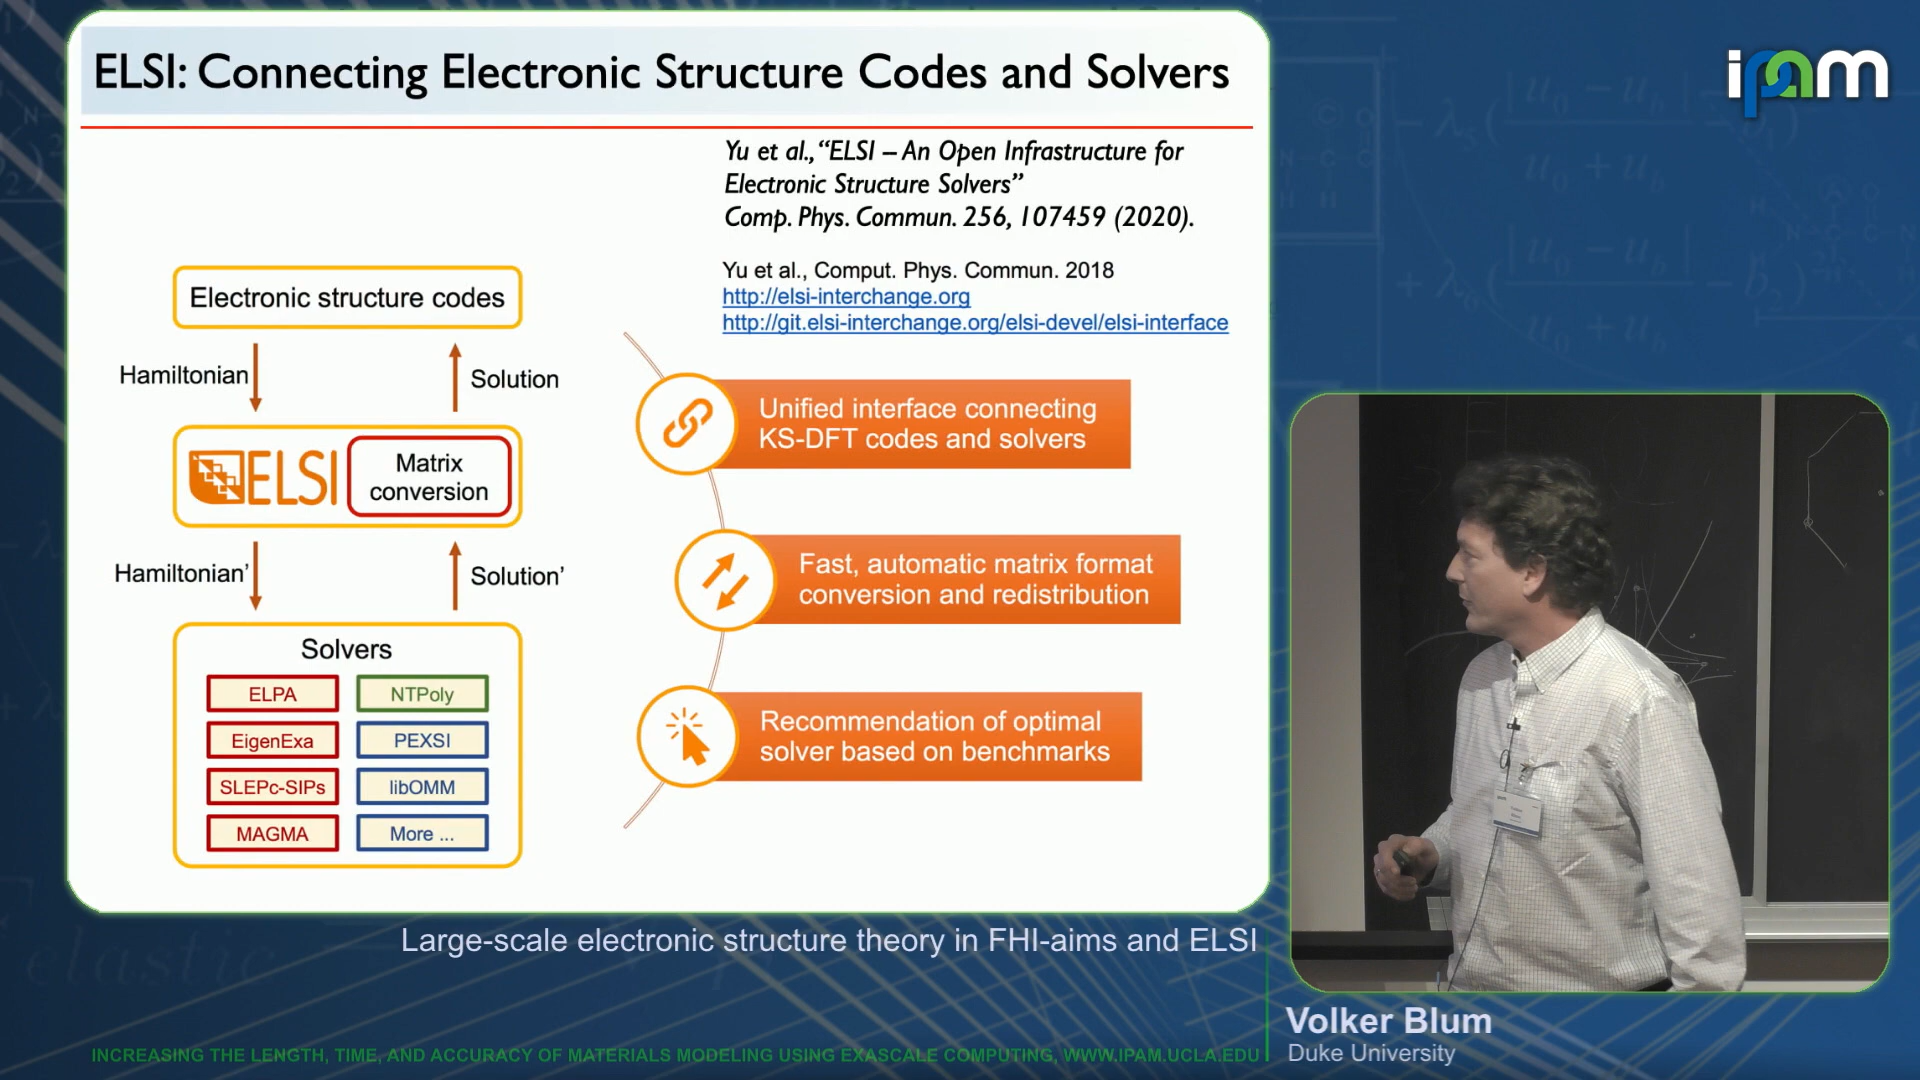 ELSI: Connecting Electronic Structure Codes and Solvers
ipam
Yu et al., “ELSI – An Open Infrastructure for
Electronic Structure Solvers”
Comp. Phys. Commun. 256, 107459 (2020).
Yu et al., Comput. Phys. Commun. 2018
http://elsi-interchange.org
http://git.elsi-interchange.org/elsi-devel/elsi-interface
Electronic structure codes
Hamiltonian
Solution
ELSI
Matrix
conversion
Hamiltonian’
Solution’
Solvers
ELPA
NTPoly
EigenExa
PEXSI
SLEPc-SIPs
libOMM
MAGMA
More ...
Unified interface connecting
KS-DFT codes and solvers
Fast, automatic matrix format
conversion and redistribution
Recommendation of optimal
solver based on benchmarks
Large-scale electronic structure theory in FHI-aims and ELSI
Volker Blum
Duke University
INCREASING THE LENGTH, TIME, AND ACCURACY OF MATERIALS MODELING USING EXASCALE COMPUTING, WWW.IPAM.UCLA.EDU